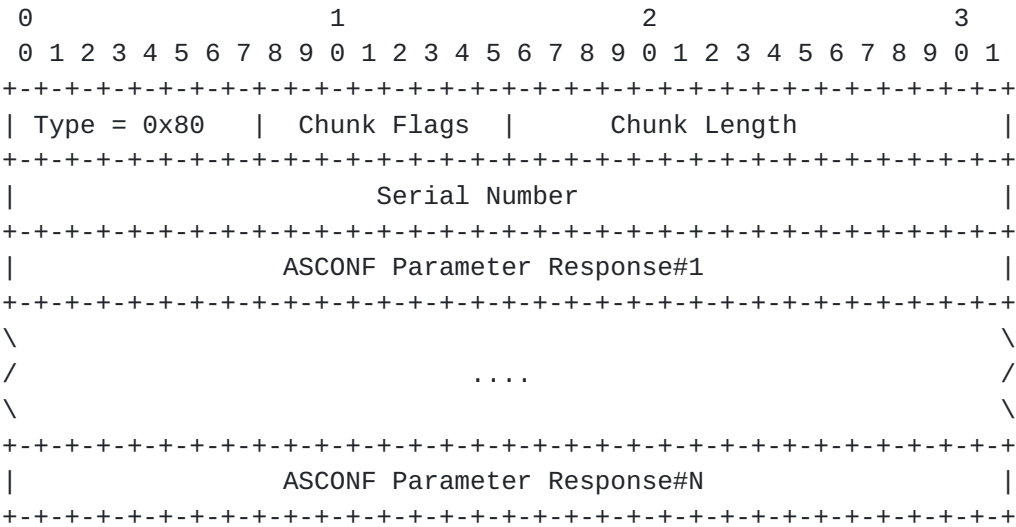 0                   1                   2                   3
 0 1 2 3 4 5 6 7 8 9 0 1 2 3 4 5 6 7 8 9 0 1 2 3 4 5 6 7 8 9 0 1
+-+-+-+-+-+-+-+-+-+-+-+-+-+-+-+-+-+-+-+-+-+-+-+-+-+-+-+-+-+-+-+-+
| Type = 0x80   |  Chunk Flags  |      Chunk Length             |
+-+-+-+-+-+-+-+-+-+-+-+-+-+-+-+-+-+-+-+-+-+-+-+-+-+-+-+-+-+-+-+-+
|                       Serial Number                           |
+-+-+-+-+-+-+-+-+-+-+-+-+-+-+-+-+-+-+-+-+-+-+-+-+-+-+-+-+-+-+-+-+
|                 ASCONF Parameter Response#1                   |
+-+-+-+-+-+-+-+-+-+-+-+-+-+-+-+-+-+-+-+-+-+-+-+-+-+-+-+-+-+-+-+-+
\                                                               \
/                             ....                              /
\                                                               \
+-+-+-+-+-+-+-+-+-+-+-+-+-+-+-+-+-+-+-+-+-+-+-+-+-+-+-+-+-+-+-+-+
|                 ASCONF Parameter Response#N                   |
+-+-+-+-+-+-+-+-+-+-+-+-+-+-+-+-+-+-+-+-+-+-+-+-+-+-+-+-+-+-+-+-+